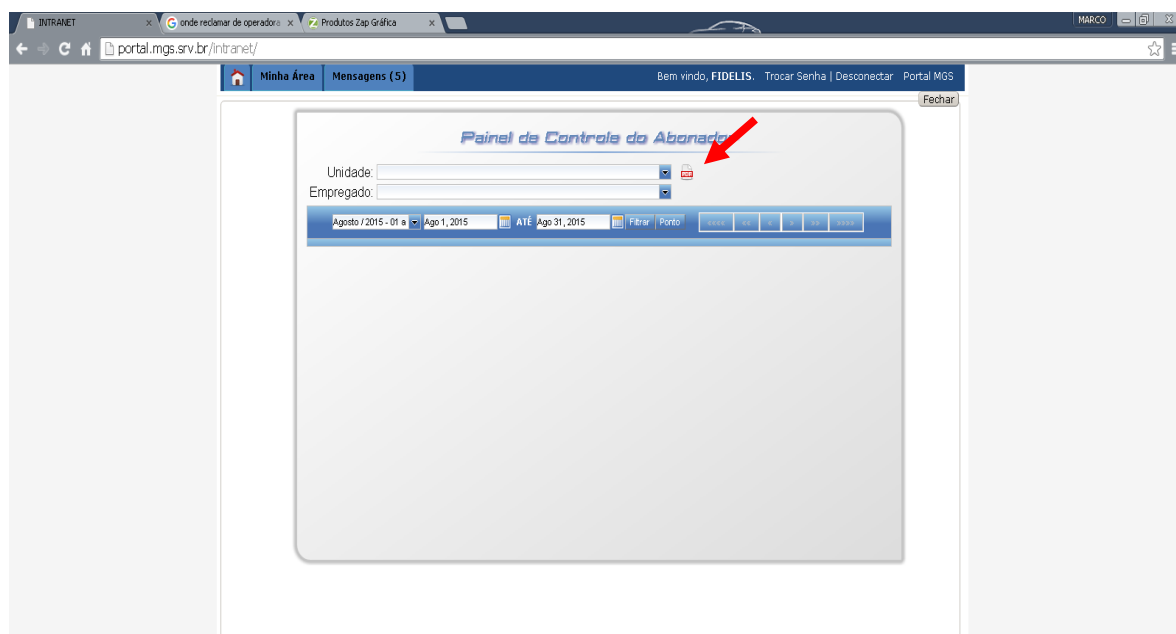 INTRANET
onde reclamar de operadora
Produtos Zap Gráfica
MARCO
portal.mgs.srv.br/intranet/
Minha Área Mensagens (5) Bem vindo, FIDELIS. Trocar Senha | Desconectar Portal MGS
Fechar
Painel de Controle do Abonador
Unidade: PDF
Empregado:
Agosto / 2015 - 01 a Ago 1, 2015 ATÉ Ago 31, 2015 Filtrar Ponto <<<< << < > >> >>>>